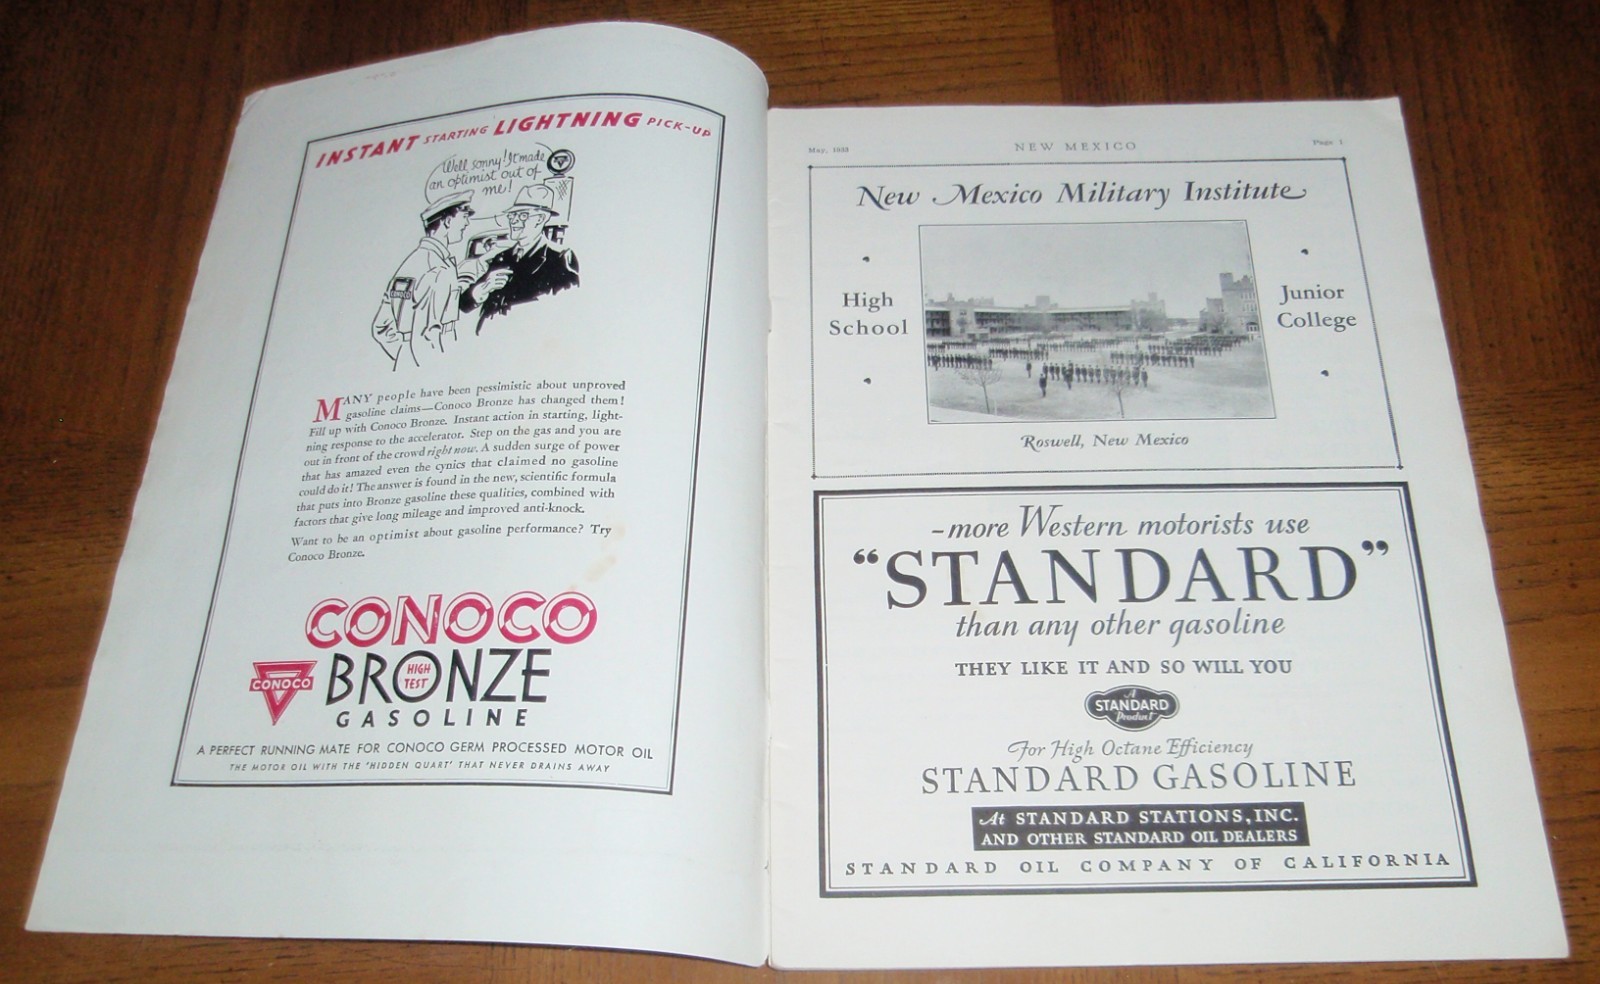 INSTANT STARTING LIGHTNING PICK-UP
Well, sonny! It made
an optimist out of
me!
CONOCO
MANY people have been pessimistic about unproved
gasoline claims—Conoco Bronze has changed them!
Fill up with Conoco Bronze. Instant action in starting, light-
ning response to the accelerator. Step on the gas and you are
out in front of the crowd right now. A sudden surge of power
that has amazed even the cynics that claimed no gasoline
could do it! The answer is found in the new, scientific formula
that puts into Bronze gasoline these qualities, combined with
factors that give long mileage and improved anti-knock.
Want to be an optimist about gasoline performance? Try
Conoco Bronze.
CONOCO
CONOCO
BRONZE
HIGH
TEST
GASOLINE
A PERFECT RUNNING MATE FOR CONOCO GERM PROCESSED MOTOR OIL
THE MOTOR OIL WITH THE 'HIDDEN QUART' THAT NEVER DRAINS AWAY
May, 1933 NEW MEXICO Page 1
New Mexico Military Institute
High
School
Junior
College
Roswell, New Mexico
-more Western motorists use
"STANDARD"
than any other gasoline
THEY LIKE IT AND SO WILL YOU
A
STANDARD
Product
For High Octane Efficiency
STANDARD GASOLINE
At STANDARD STATIONS, INC.
AND OTHER STANDARD OIL DEALERS
STANDARD OIL COMPANY OF CALIFORNIA